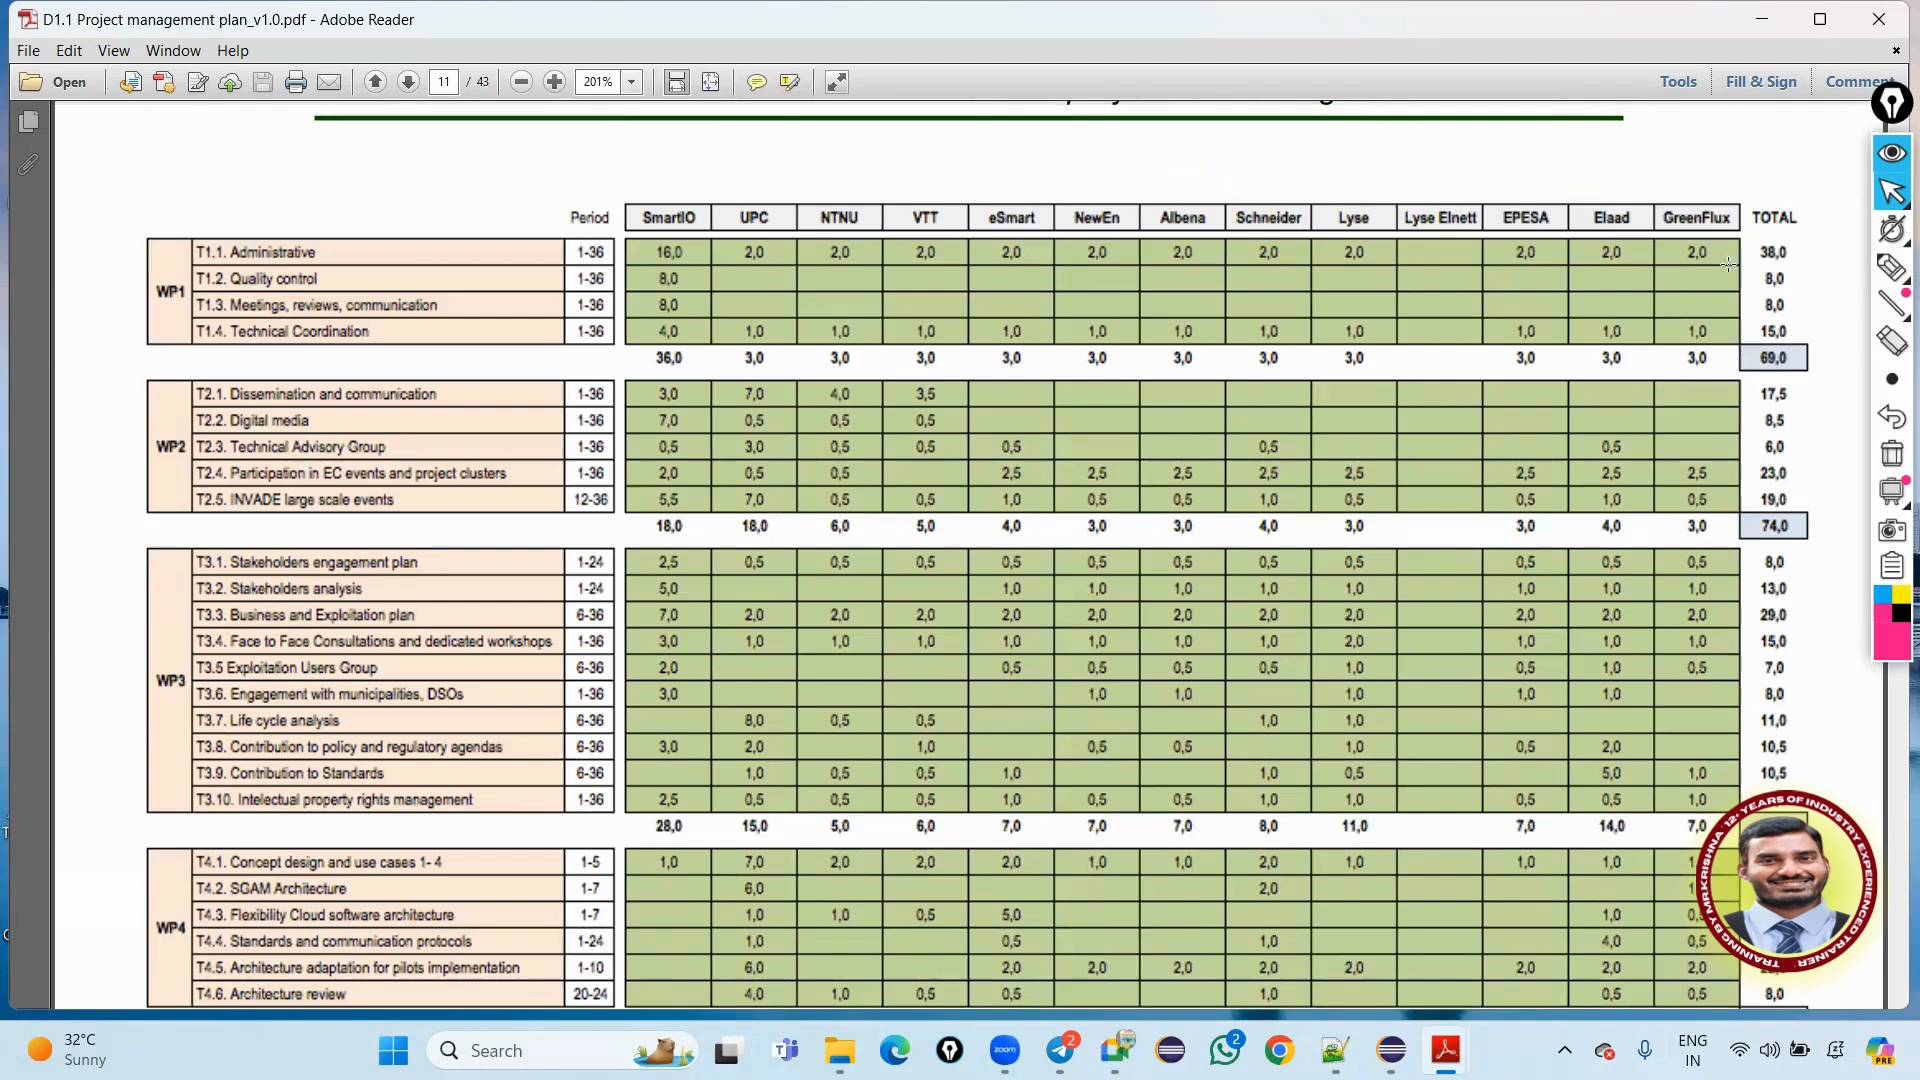 D1.1 Project management plan_v1.0.pdf - Adobe Reader
File Edit View Window Help
Open 11 / 43 201% Tools Fill & Sign Comment
Period SmartIO UPC NTNU VTT eSmart NewEn Albena Schneider Lyse Lyse Elnett EPESA Elaad GreenFlux TOTAL
WP1
T1.1. Administrative 1-36 16,0 2,0 2,0 2,0 2,0 2,0 2,0 2,0 2,0 2,0 2,0 2,0 38,0
T1.2. Quality control 1-36 8,0 8,0
T1.3. Meetings, reviews, communication 1-36 8,0 8,0
T1.4. Technical Coordination 1-36 4,0 1,0 1,0 1,0 1,0 1,0 1,0 1,0 1,0 1,0 1,0 1,0 15,0
36,0 3,0 3,0 3,0 3,0 3,0 3,0 3,0 3,0 3,0 3,0 3,0 69,0
WP2
T2.1. Dissemination and communication 1-36 3,0 7,0 4,0 3,5 17,5
T2.2. Digital media 1-36 7,0 0,5 0,5 0,5 8,5
T2.3. Technical Advisory Group 1-36 0,5 3,0 0,5 0,5 0,5 0,5 0,5 6,0
T2.4. Participation in EC events and project clusters 1-36 2,0 0,5 0,5 2,5 2,5 2,5 2,5 2,5 2,5 2,5 2,5 23,0
T2.5. INVADE large scale events 12-36 5,5 7,0 0,5 0,5 1,0 0,5 0,5 1,0 0,5 0,5 1,0 0,5 19,0
18,0 18,0 6,0 5,0 4,0 3,0 3,0 4,0 3,0 3,0 4,0 3,0 74,0
WP3
T3.1. Stakeholders engagement plan 1-24 2,5 0,5 0,5 0,5 0,5 0,5 0,5 0,5 0,5 0,5 0,5 0,5 8,0
T3.2. Stakeholders analysis 1-24 5,0 1,0 1,0 1,0 1,0 1,0 1,0 1,0 1,0 13,0
T3.3. Business and Exploitation plan 6-36 7,0 2,0 2,0 2,0 2,0 2,0 2,0 2,0 2,0 2,0 2,0 2,0 29,0
T3.4. Face to Face Consultations and dedicated workshops 1-36 3,0 1,0 1,0 1,0 1,0 1,0 1,0 1,0 2,0 1,0 1,0 1,0 15,0
T3.5 Exploitation Users Group 6-36 2,0 0,5 0,5 0,5 0,5 1,0 0,5 1,0 0,5 7,0
T3.6. Engagement with municipalities, DSOs 1-36 3,0 1,0 1,0 1,0 1,0 1,0 8,0
T3.7. Life cycle analysis 6-36 8,0 0,5 0,5 1,0 1,0 11,0
T3.8. Contribution to policy and regulatory agendas 6-36 3,0 2,0 1,0 0,5 0,5 1,0 0,5 2,0 10,5
T3.9. Contribution to Standards 6-36 1,0 0,5 0,5 1,0 1,0 0,5 5,0 1,0 10,5
T3.10. Intelectual property rights management 1-36 2,5 0,5 0,5 0,5 1,0 0,5 0,5 1,0 1,0 0,5 0,5 1,0
28,0 15,0 5,0 6,0 7,0 7,0 7,0 8,0 11,0 7,0 14,0 7,0
WP4
T4.1. Concept design and use cases 1- 4 1-5 1,0 7,0 2,0 2,0 2,0 1,0 1,0 2,0 1,0 1,0 1,0
T4.2. SGAM Architecture 1-7 6,0 2,0
T4.3. Flexibility Cloud software architecture 1-7 1,0 1,0 0,5 5,0 1,0
T4.4. Standards and communication protocols 1-24 1,0 0,5 1,0 4,0 0,5
T4.5. Architecture adaptation for pilots implementation 1-10 6,0 2,0 2,0 2,0 2,0 2,0 2,0 2,0 2,0
T4.6. Architecture review 20-24 4,0 1,0 0,5 0,5 1,0 0,5 0,5 8,0
TRAINING BY MR KRISHNA · 12+ YEARS OF INDUSTRY EXPERIENCED TRAINER.
32°C
Sunny
Search
zoom
2
2
PRE
ENG
IN